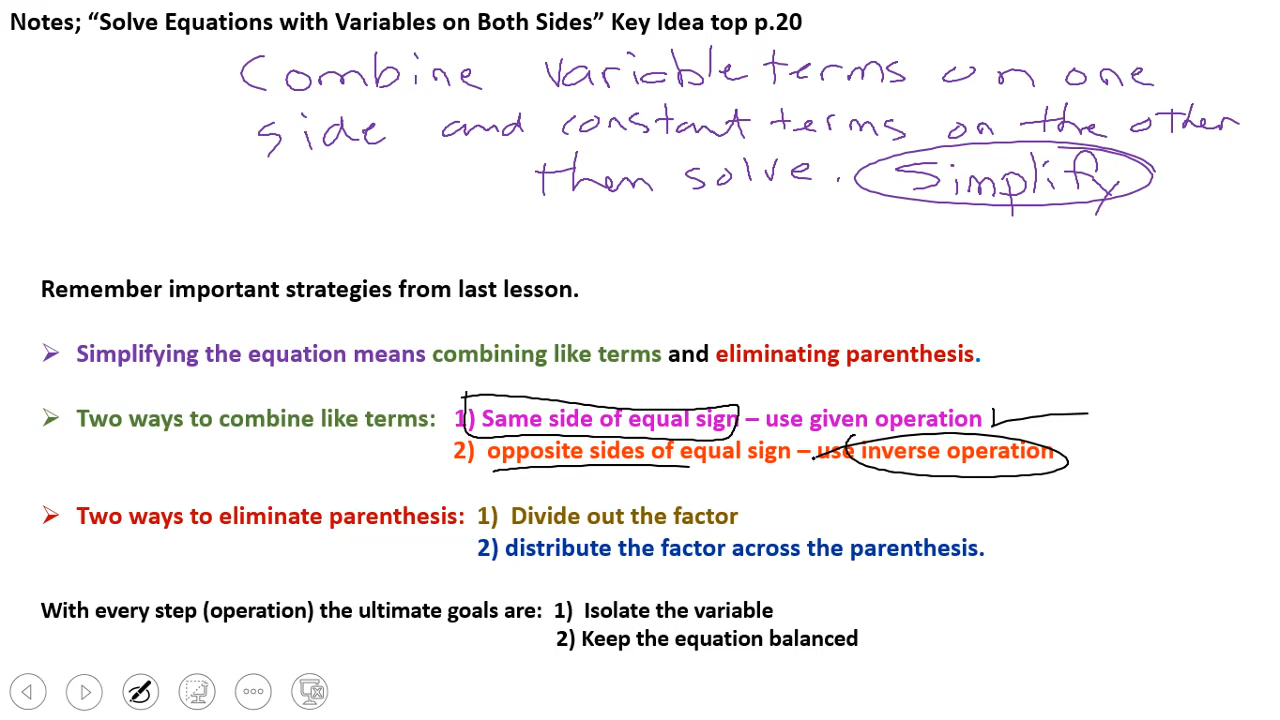 Notes; “Solve Equations with Variables on Both Sides” Key Idea top p.20
Combine variable terms on one
side and constant terms on the other
then solve. Simplify
Remember important strategies from last lesson.
Simplifying the equation means combining like terms and eliminating parenthesis.
Two ways to combine like terms: 1) Same side of equal sign – use given operation
2) opposite sides of equal sign – use inverse operation
Two ways to eliminate parenthesis: 1) Divide out the factor
2) distribute the factor across the parenthesis.
With every step (operation) the ultimate goals are: 1) Isolate the variable
2) Keep the equation balanced